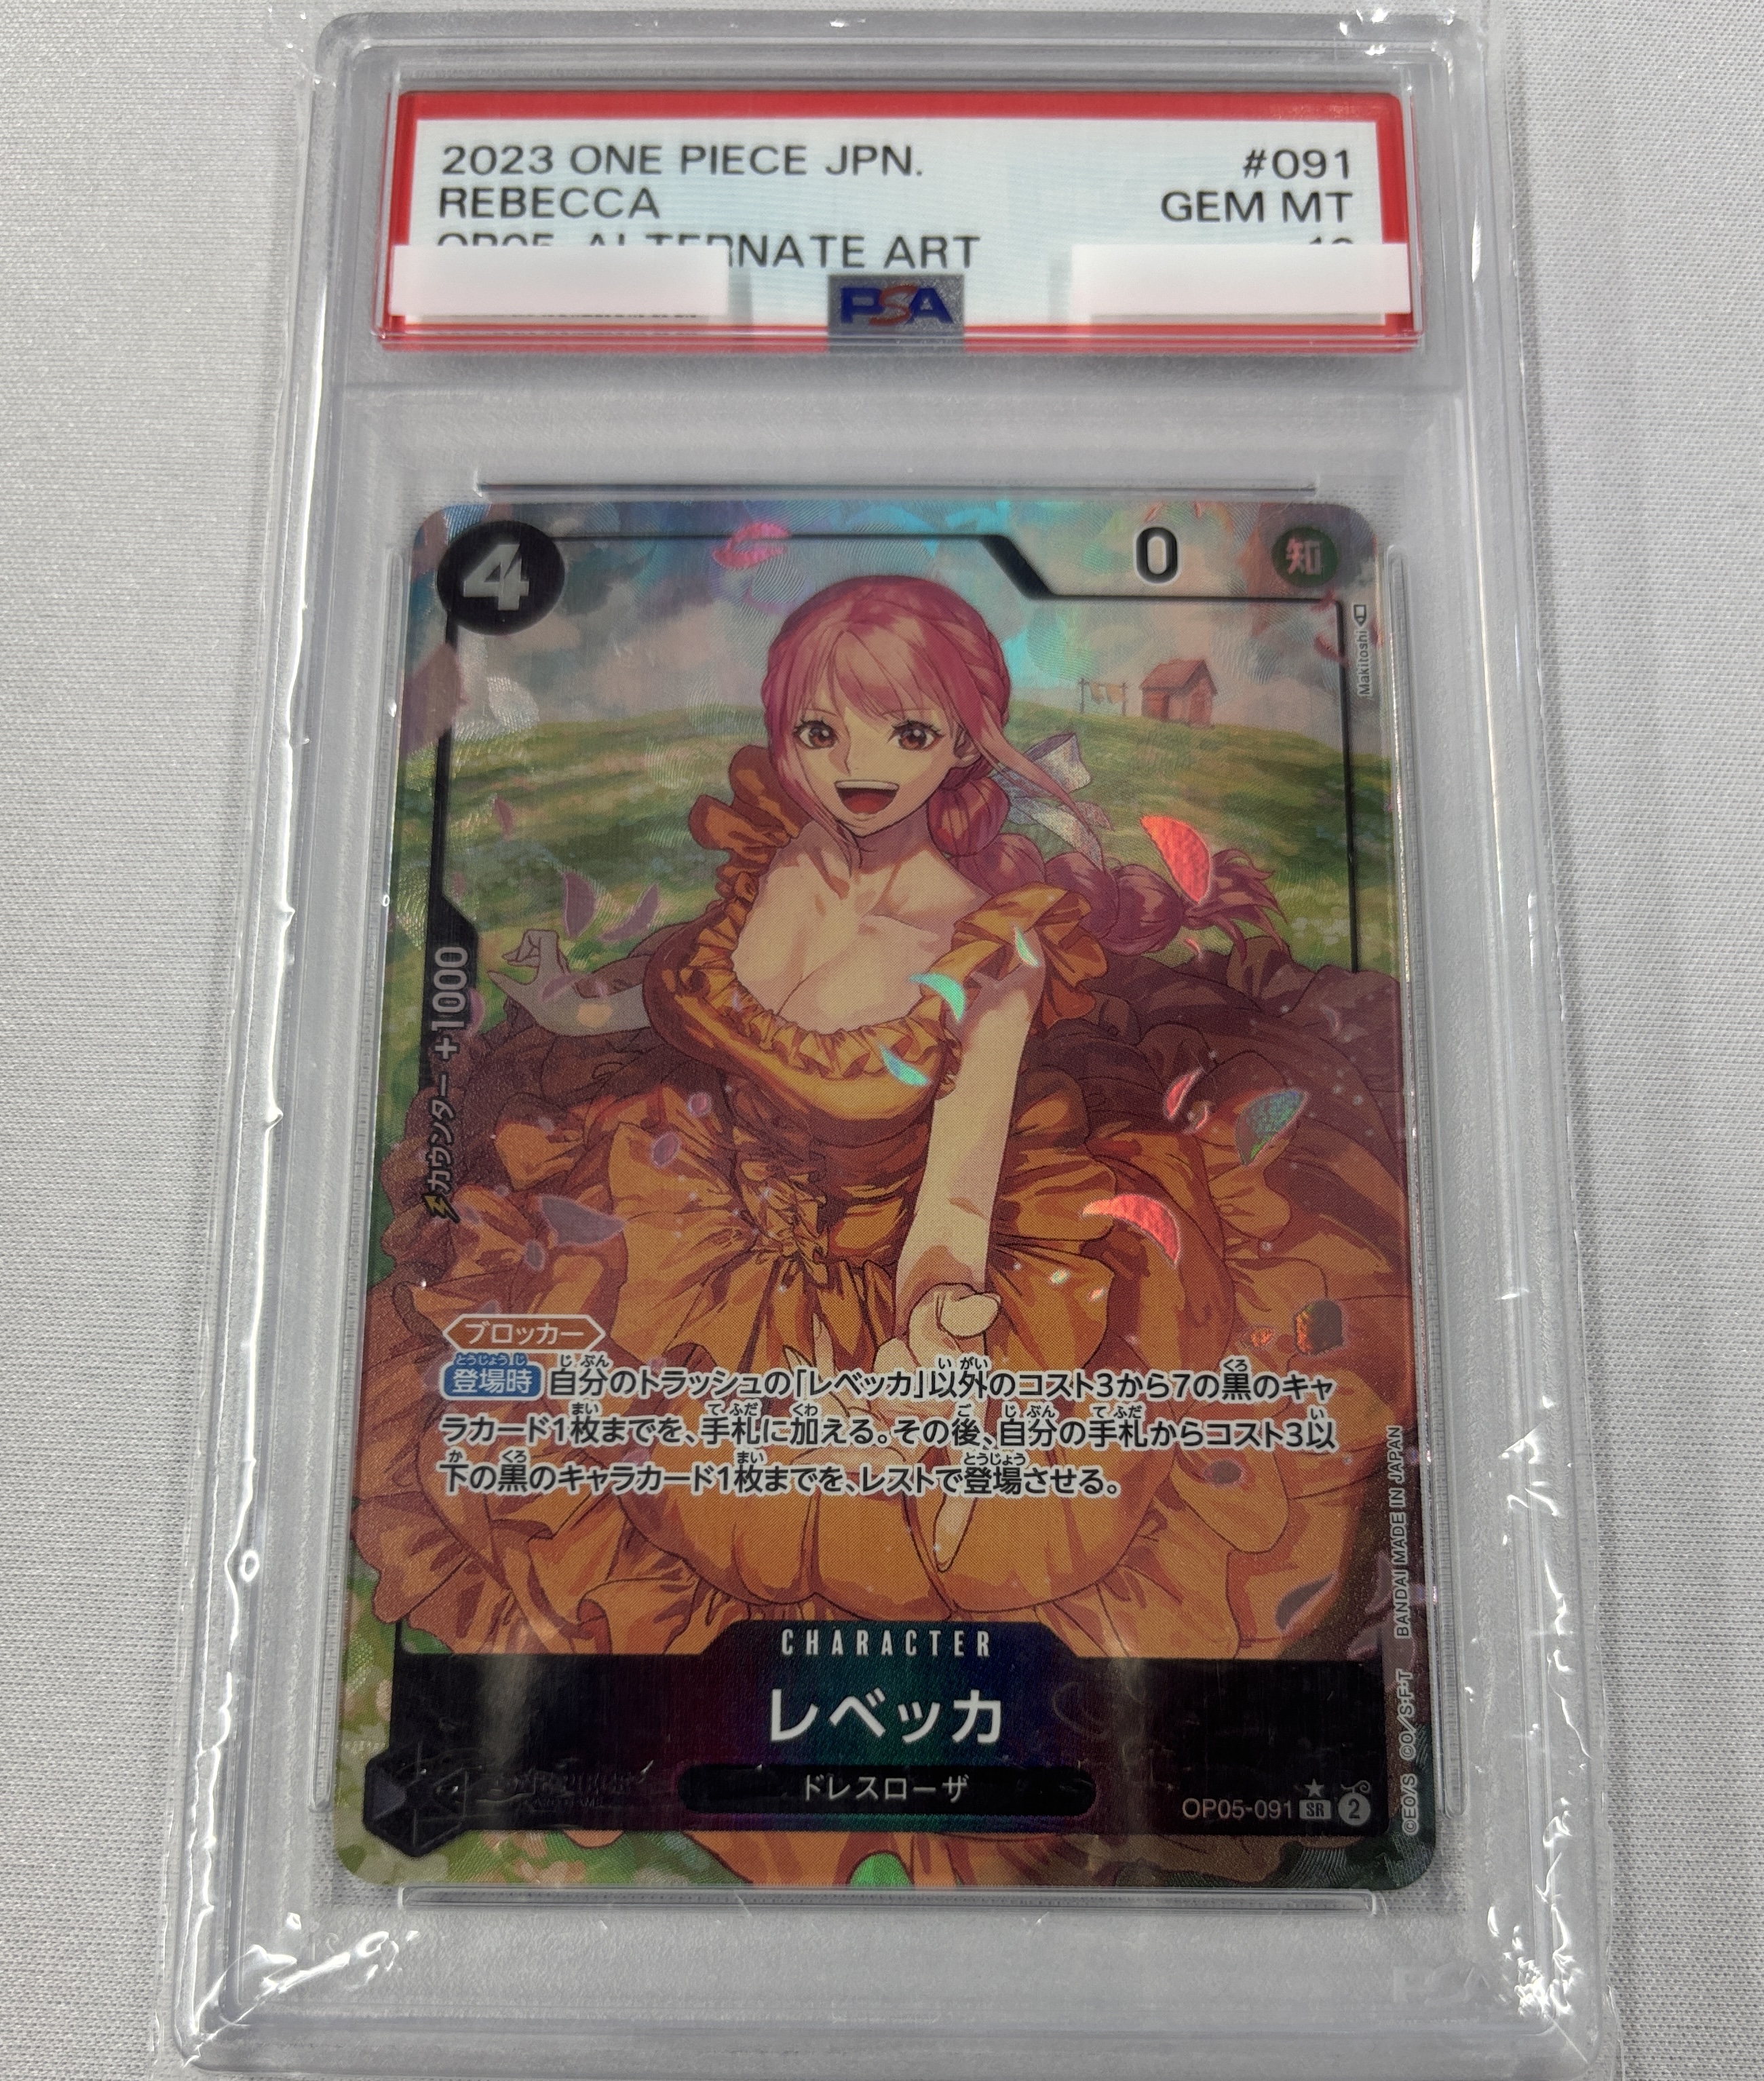 2023 ONE PIECE JPN. #091
REBECCA GEM MT
OP05-ALTERNATE ART 10
PSA
4
0
知
Makitoshi
カウンター +1000
ブロッカー
登場時 自分のトラッシュの「レベッカ」以外のコスト3から7の黒のキャ
ラカード1枚までを、手札に加える。その後、自分の手札からコスト3以
下の黒のキャラカード1枚までを、レストで登場させる。
CHARACTER
レベッカ
ドレスローザ
OP05-091 SR 2
©EO/S ©O/S・F・T BANDAI MADE IN JAPAN